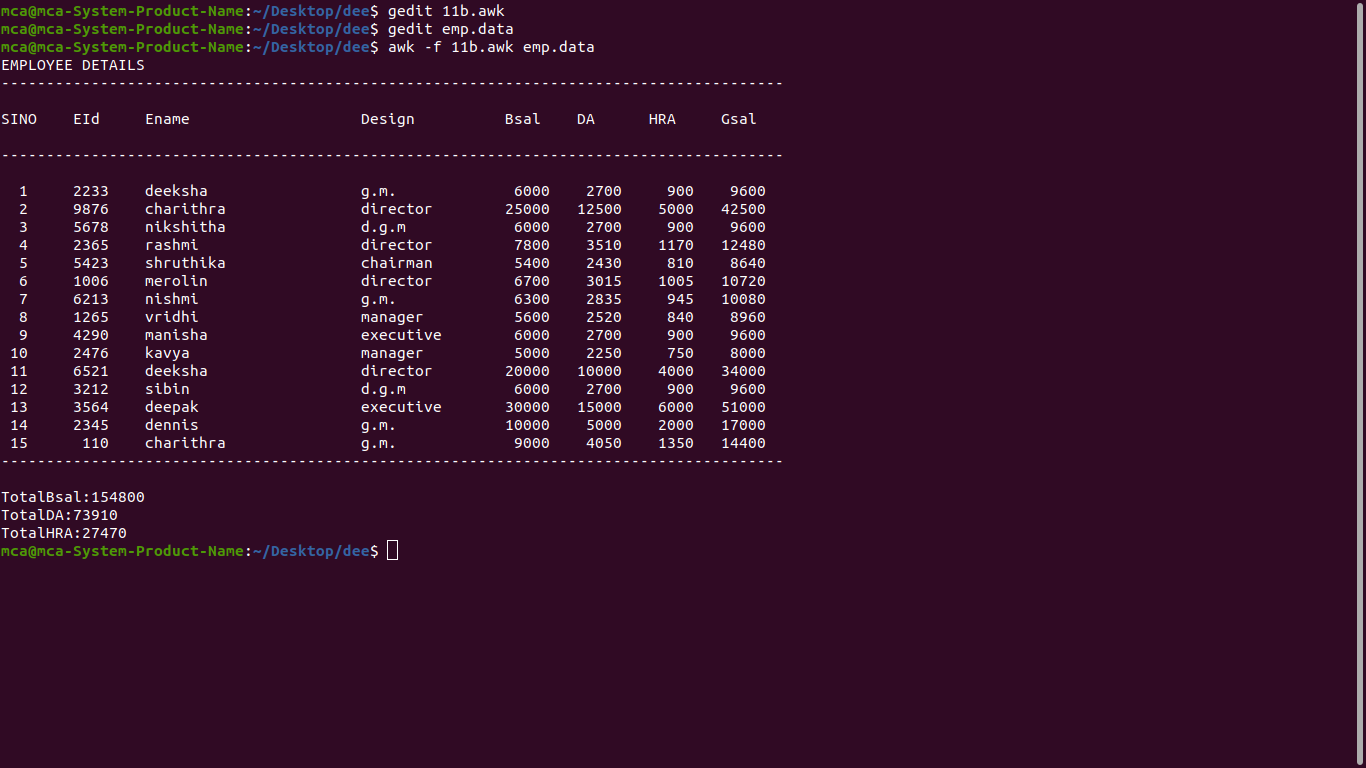 mca@mca-System-Product-Name:~/Desktop/dee$ gedit 11b.awk
mca@mca-System-Product-Name:~/Desktop/dee$ gedit emp.data
mca@mca-System-Product-Name:~/Desktop/dee$ awk -f 11b.awk emp.data
EMPLOYEE DETAILS
---------------------------------------------------------------------------------------
SINO    EId     Ename                   Design          Bsal    DA      HRA     Gsal
---------------------------------------------------------------------------------------
  1     2233    deeksha                 g.m.             6000    2700     900    9600
  2     9876    charithra               director        25000   12500    5000   42500
  3     5678    nikshitha               d.g.m            6000    2700     900    9600
  4     2365    rashmi                  director         7800    3510    1170   12480
  5     5423    shruthika               chairman         5400    2430     810    8640
  6     1006    merolin                 director         6700    3015    1005   10720
  7     6213    nishmi                  g.m.             6300    2835     945   10080
  8     1265    vridhi                  manager          5600    2520     840    8960
  9     4290    manisha                 executive        6000    2700     900    9600
 10     2476    kavya                   manager          5000    2250     750    8000
 11     6521    deeksha                 director        20000   10000    4000   34000
 12     3212    sibin                   d.g.m            6000    2700     900    9600
 13     3564    deepak                  executive       30000   15000    6000   51000
 14     2345    dennis                  g.m.            10000    5000    2000   17000
 15      110    charithra               g.m.             9000    4050    1350   14400
---------------------------------------------------------------------------------------
TotalBsal:154800
TotalDA:73910
TotalHRA:27470
mca@mca-System-Product-Name:~/Desktop/dee$